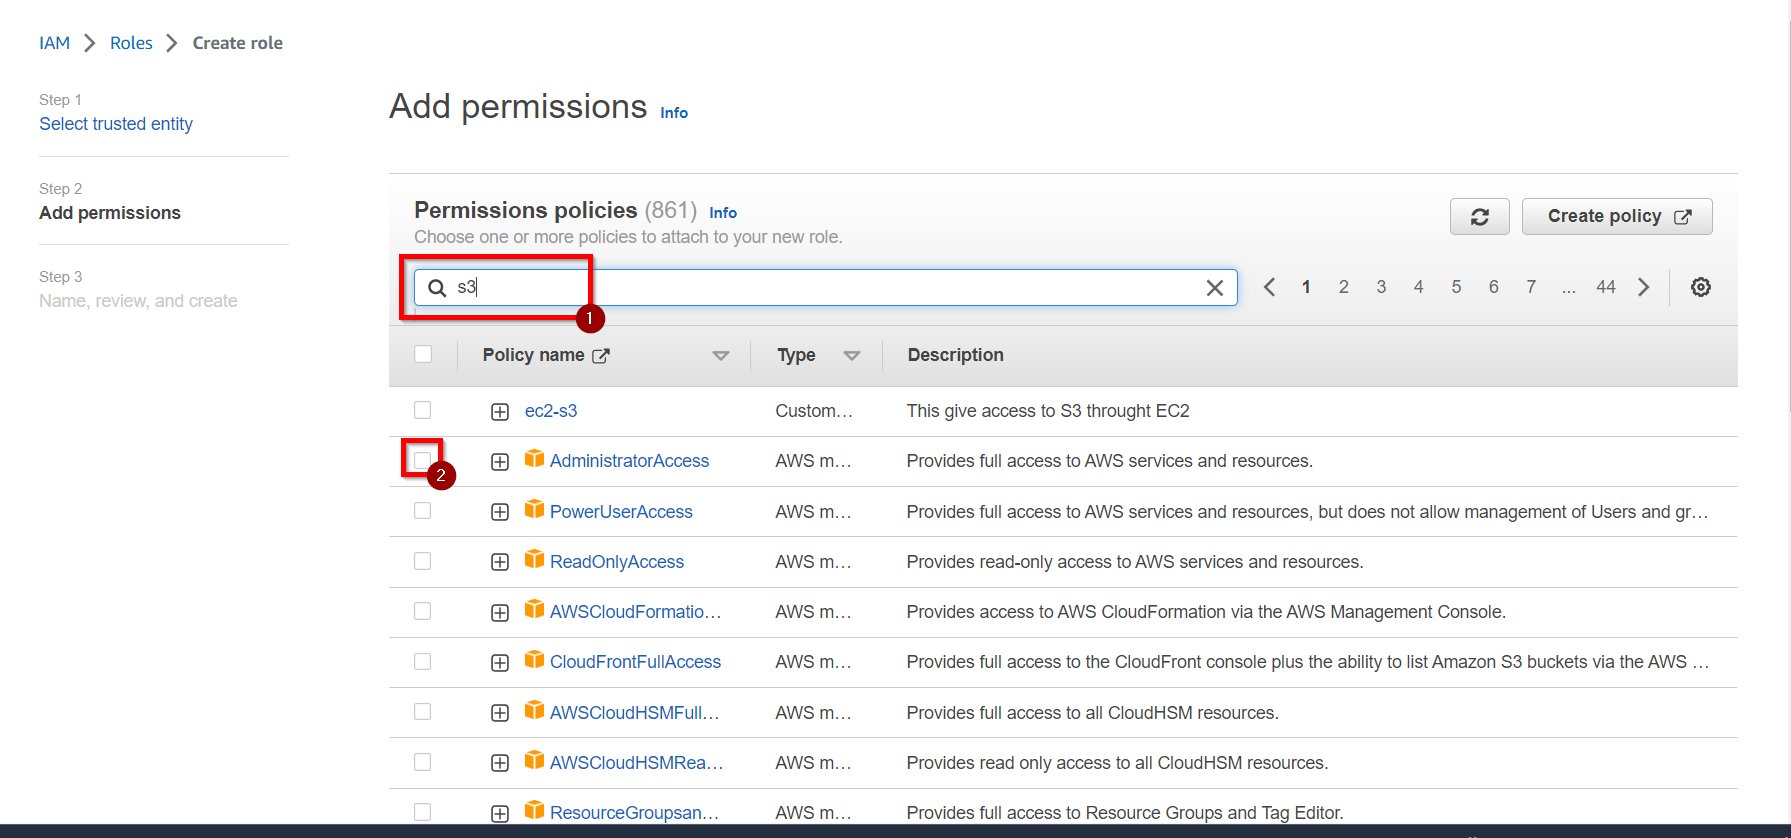 IAM > Roles > Create role
Step 1
Select trusted entity
Step 2
Add permissions
Step 3
Name, review, and create
Add permissions Info
Permissions policies (861) Info
Choose one or more policies to attach to your new role.
Create policy
s3
1 2 3 4 5 6 7 ... 44
1
Policy name Type Description
ec2-s3 Custom... This give access to S3 throught EC2
AdministratorAccess AWS m... Provides full access to AWS services and resources.
2
PowerUserAccess AWS m... Provides full access to AWS services and resources, but does not allow management of Users and gr...
ReadOnlyAccess AWS m... Provides read-only access to AWS services and resources.
AWSCloudFormatio... AWS m... Provides access to AWS CloudFormation via the AWS Management Console.
CloudFrontFullAccess AWS m... Provides full access to the CloudFront console plus the ability to list Amazon S3 buckets via the AWS ...
AWSCloudHSMFull... AWS m... Provides full access to all CloudHSM resources.
AWSCloudHSMRea... AWS m... Provides read only access to all CloudHSM resources.
ResourceGroupsan... AWS m... Provides full access to Resource Groups and Tag Editor.